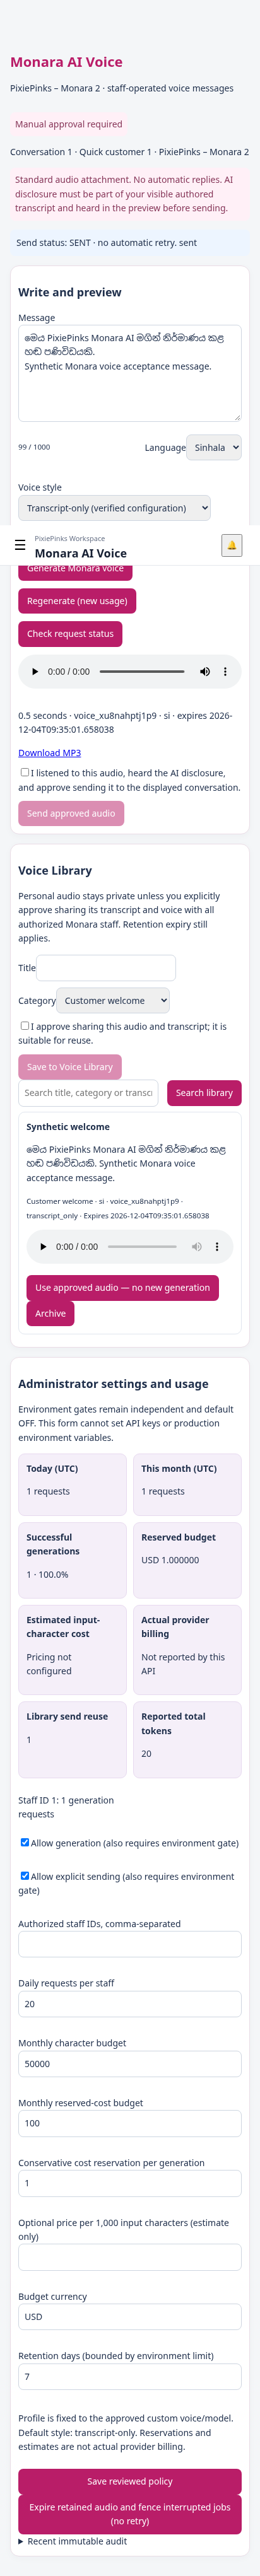 Monara AI Voice
PixiePinks – Monara 2 · staff-operated voice messages
Manual approval required
Conversation 1 · Quick customer 1 · PixiePinks – Monara 2
Standard audio attachment. No automatic replies. AI
disclosure must be part of your visible authored
transcript and heard in the preview before sending.
Send status: SENT · no automatic retry. sent
Write and preview
Message
මෙය PixiePinks Monara AI මගින් නිර්මාණය කළ
හඬ පණිවිඩයකි.
Synthetic Monara voice acceptance message.
99 / 1000
Language Sinhala
Voice style
Transcript-only (verified configuration)
PixiePinks Workspace
Monara AI Voice
Generate Monara voice
Regenerate (new usage)
Check request status
0:00 / 0:00
0.5 seconds · voice_xu8nahptj1p9 · si · expires 2026-
12-04T09:35:01.658038
Download MP3
I listened to this audio, heard the AI disclosure,
and approve sending it to the displayed conversation.
Send approved audio
Voice Library
Personal audio stays private unless you explicitly
approve sharing its transcript and voice with all
authorized Monara staff. Retention expiry still
applies.
Title
Category Customer welcome
I approve sharing this audio and transcript; it is
suitable for reuse.
Save to Voice Library
Search title, category or transc
Search library
Synthetic welcome
මෙය PixiePinks Monara AI මගින් නිර්මාණය කළ
හඬ පණිවිඩයකි. Synthetic Monara voice
acceptance message.
Customer welcome · si · voice_xu8nahptj1p9 ·
transcript_only · Expires 2026-12-04T09:35:01.658038
0:00 / 0:00
Use approved audio — no new generation
Archive
Administrator settings and usage
Environment gates remain independent and default
OFF. This form cannot set API keys or production
environment variables.
Today (UTC)
1 requests
This month (UTC)
1 requests
Successful
generations
1 · 100.0%
Reserved budget
USD 1.000000
Estimated input-
character cost
Pricing not
configured
Actual provider
billing
Not reported by this
API
Library send reuse
1
Reported total
tokens
20
Staff ID 1: 1 generation
requests
Allow generation (also requires environment gate)
Allow explicit sending (also requires environment
gate)
Authorized staff IDs, comma-separated
Daily requests per staff
20
Monthly character budget
50000
Monthly reserved-cost budget
100
Conservative cost reservation per generation
1
Optional price per 1,000 input characters (estimate
only)
Budget currency
USD
Retention days (bounded by environment limit)
7
Profile is fixed to the approved custom voice/model.
Default style: transcript-only. Reservations and
estimates are not actual provider billing.
Save reviewed policy
Expire retained audio and fence interrupted jobs
(no retry)
Recent immutable audit